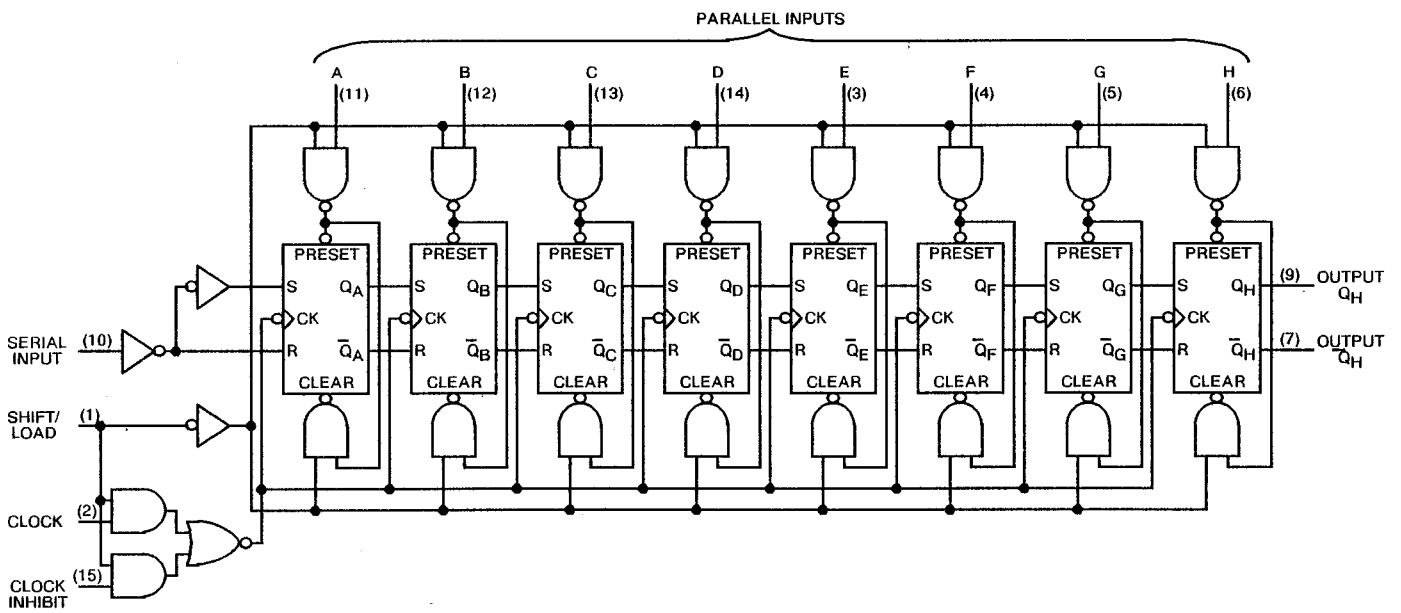 PARALLEL INPUTS
A B C D E F G H
(11) (12) (13) (14) (3) (4) (5) (6)
PRESET PRESET PRESET PRESET PRESET PRESET PRESET PRESET
S QA S QB S QC S QD S QE S QF S QG S QH (9) OUTPUT QH
CK CK CK CK CK CK CK CK
SERIAL INPUT (10) R Q̅A R Q̅B R Q̅C R Q̅D R Q̅E R Q̅F R Q̅G R Q̅H (7) OUTPUT Q̅H
CLEAR CLEAR CLEAR CLEAR CLEAR CLEAR CLEAR CLEAR
SHIFT/ LOAD (1)
CLOCK (2)
CLOCK INHIBIT (15)